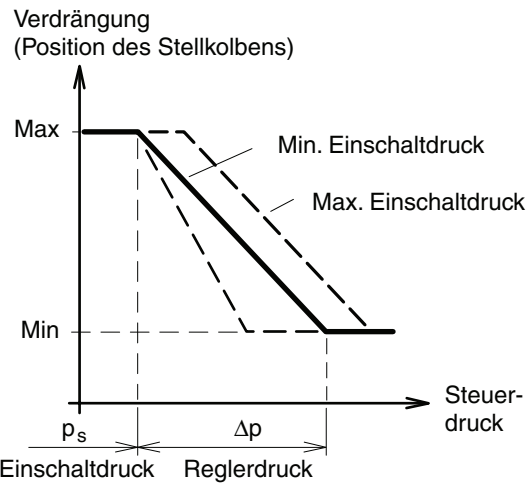 Verdrängung
(Position des Stellkolbens)
Max
Min. Einschaltdruck
Max. Einschaltdruck
Min
Steuer-
druck
ps
Δp
Einschaltdruck
Reglerdruck